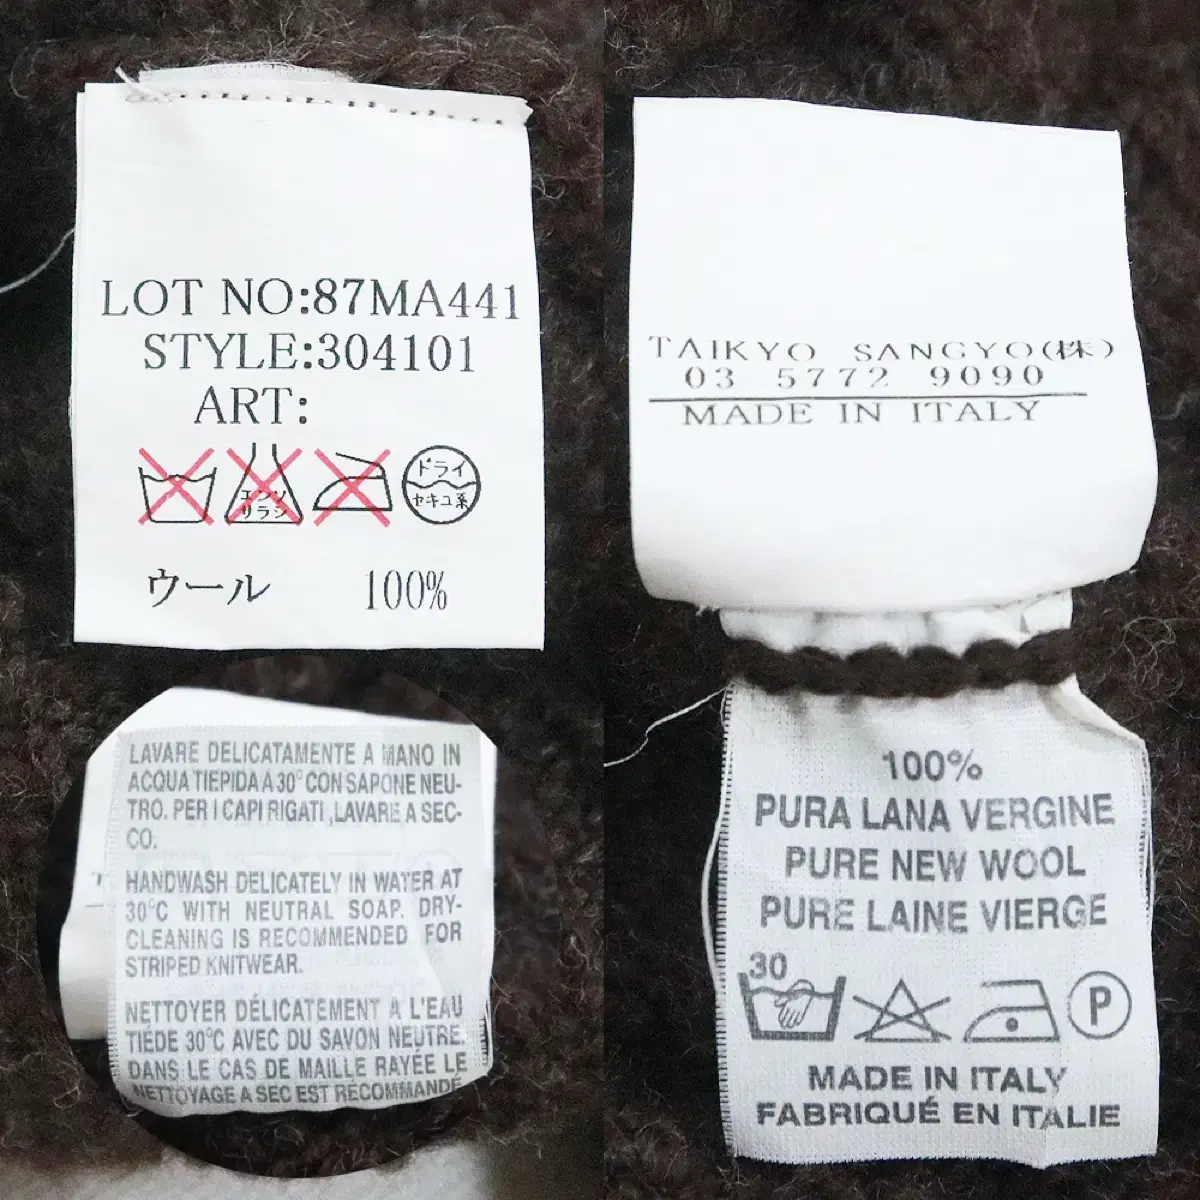 LOT NO:87MA441
STYLE:304101
ART:
エンソ
サラシ
ドライ
セキユ系
ウール 100%
TAIKYO SANGYO(株)
03 5772 9090
MADE IN ITALY
LAVARE DELICATAMENTE A MANO IN
ACQUA TIEPIDA A 30° CON SAPONE NEU-
TRO. PER I CAPI RIGATI ,LAVARE A SEC-
CO.
HANDWASH DELICATELY IN WATER AT
30°C WITH NEUTRAL SOAP. DRY-
CLEANING IS RECOMMENDED FOR
STRIPED KNITWEAR.
NETTOYER DÉLICATEMENT A L'EAU
TIÉDE 30°C AVEC DU SAVON NEUTRE.
DANS LE CAS DE MAILLE RAYÉE LE
NETTOYAGE A SEC EST RÉCOMMANDÉ
100%
PURA LANA VERGINE
PURE NEW WOOL
PURE LAINE VIERGE
30
P
MADE IN ITALY
FABRIQUÉ EN ITALIE